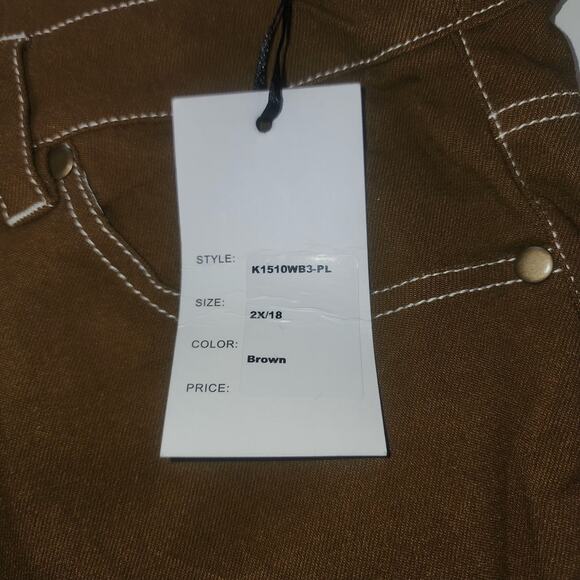 STYLE: K1510WB3-PL
SIZE: 2X/18
COLOR: Brown
PRICE: